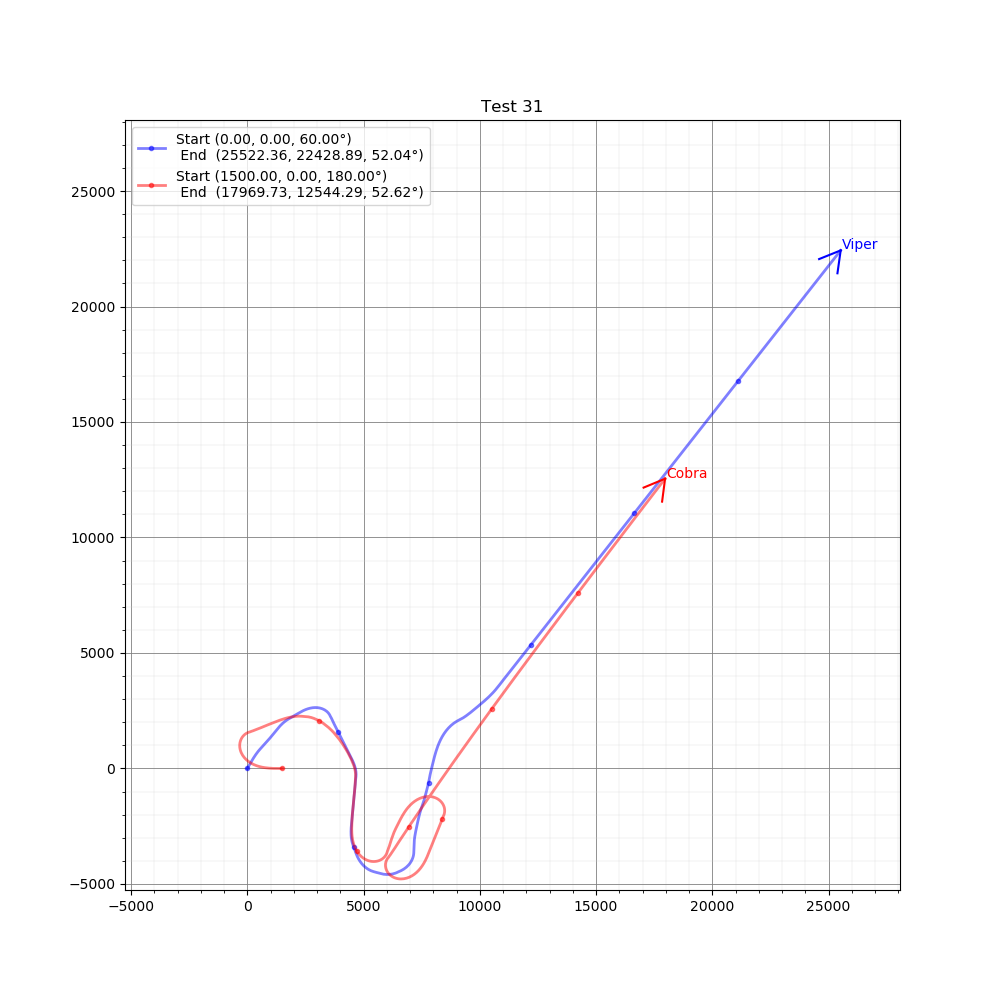 Test 31
Start (0.00, 0.00, 60.00°)
End (25522.36, 22428.89, 52.04°)
Start (1500.00, 0.00, 180.00°)
End (17969.73, 12544.29, 52.62°)
Viper
Cobra
25000
20000
15000
10000
5000
0
−5000
−5000 0 5000 10000 15000 20000 25000